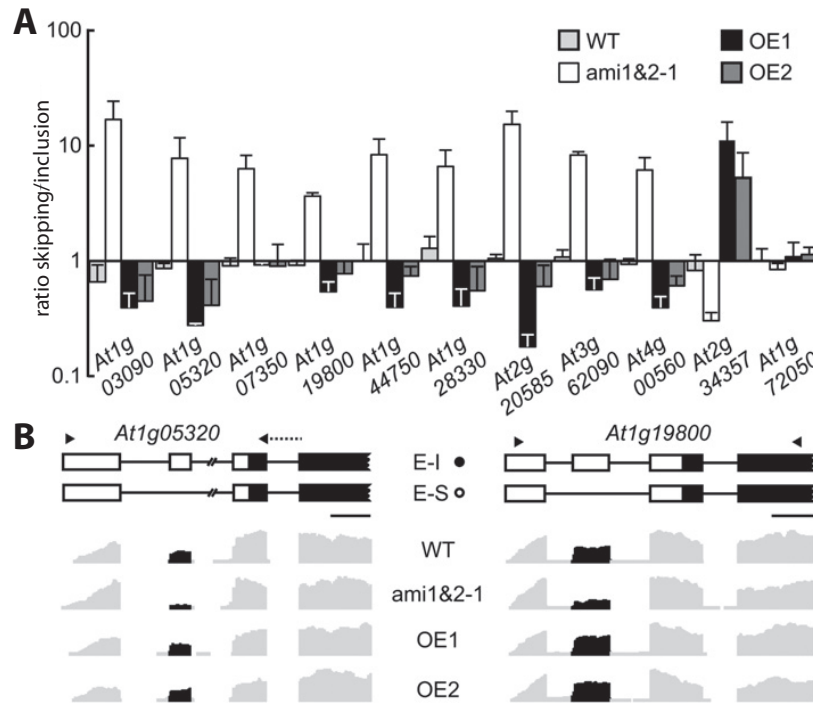 A
100
10
1
0.1
ratio skipping/inclusion
WT
OE1
ami1&2-1
OE2
At1g 03090
At1g 05320
At1g 07350
At1g 19800
At1g 44750
At1g 28330
At2g 20585
At3g 62090
At4g 00560
At2g 34357
At1g 72050
B
At1g05320
At1g19800
E-I
E-S
WT
ami1&2-1
OE1
OE2